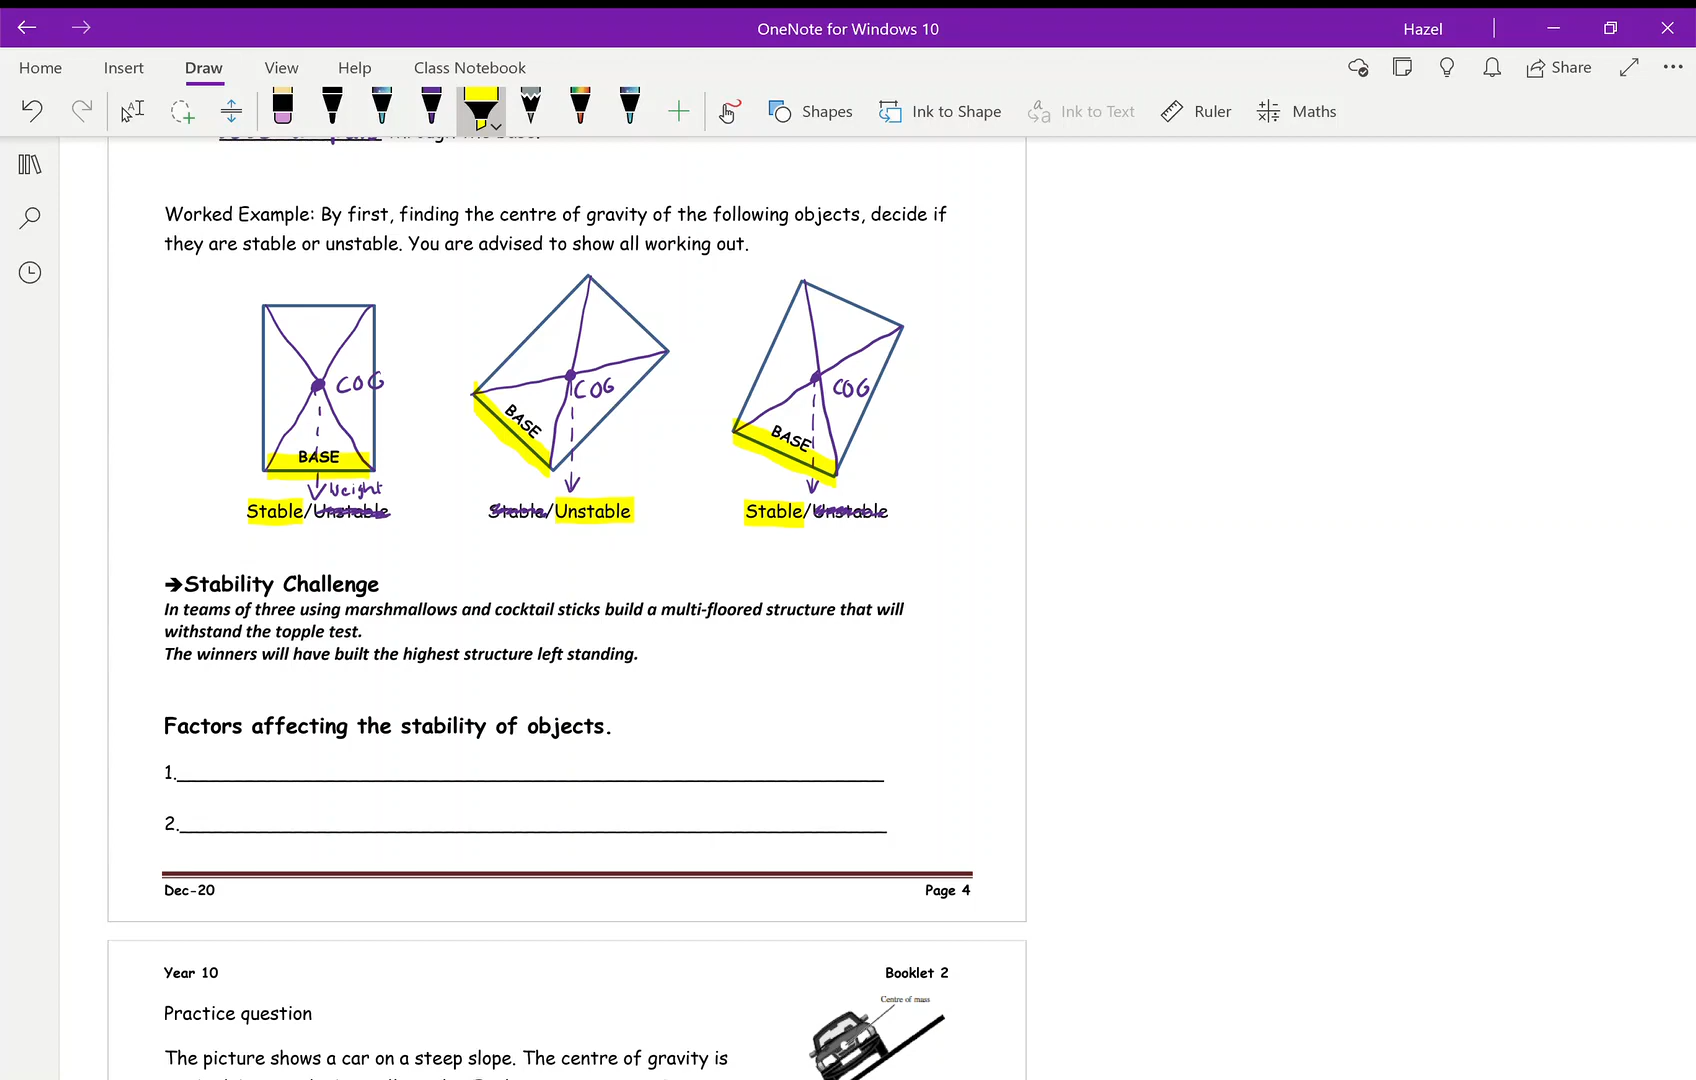 OneNote for Windows 10
Hazel
Home Insert Draw View Help Class Notebook
Share
Shapes Ink to Shape Ink to Text Ruler Maths
through the base.
Worked Example: By first, finding the centre of gravity of the following objects, decide if
they are stable or unstable. You are advised to show all working out.
COG
BASE
Weight
Stable/Unstable
COG
BASE
Stable/Unstable
COG
BASE
Stable/Unstable
➔Stability Challenge
In teams of three using marshmallows and cocktail sticks build a multi-floored structure that will
withstand the topple test.
The winners will have built the highest structure left standing.
Factors affecting the stability of objects.
1.
2.
Dec-20 Page 4
Year 10 Booklet 2
Centre of mass
Practice question
The picture shows a car on a steep slope. The centre of gravity is